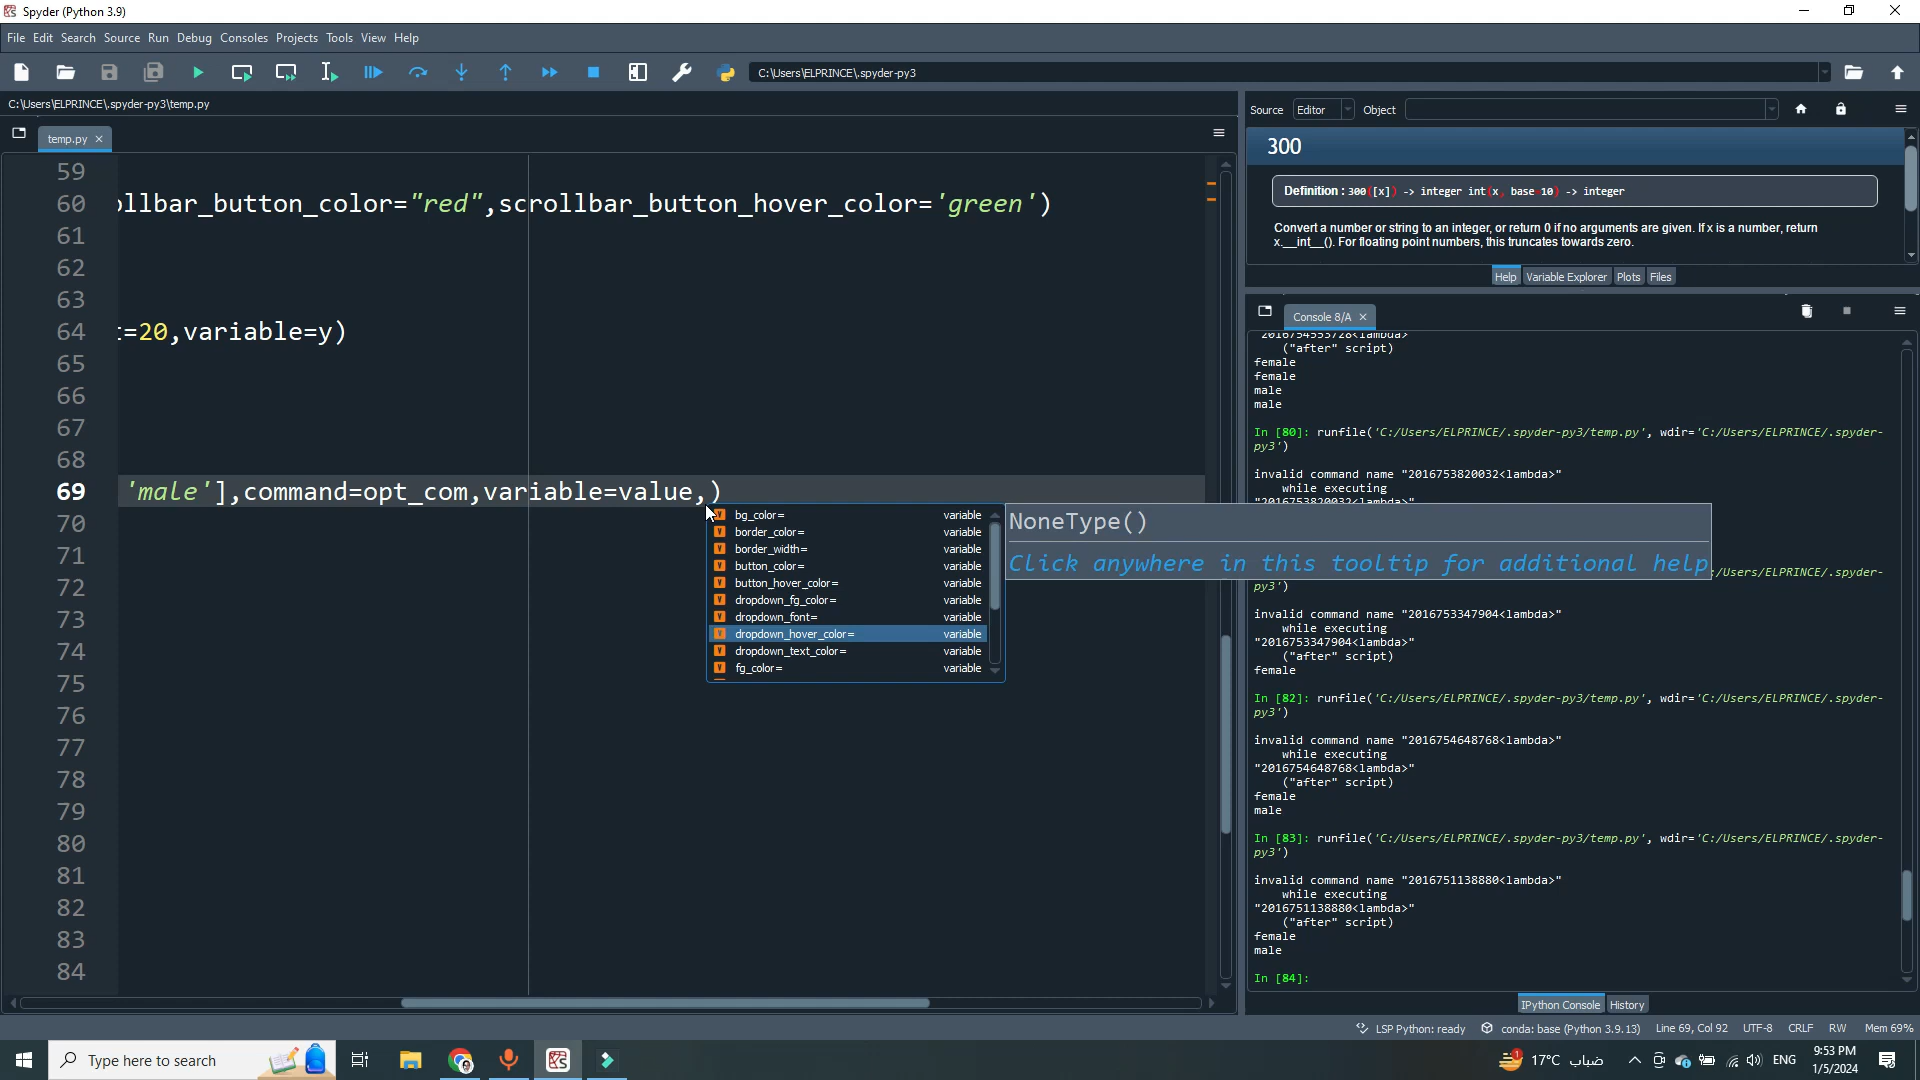 Spyder (Python 3.9)
File Edit Search Source Run Debug Consoles Projects Tools View Help
C:\Users\ELPRINCE\.spyder-py3
C:\Users\ELPRINCE\.spyder-py3\temp.py
temp.py
59
60 ollbar_button_color="red",scrollbar_button_hover_color='green')
61
62
63
64 t=20,variable=y)
65
66
67
68
69 'male'],command=opt_com,variable=value,)
70
71
72
73
74
75
76
77
78
79
80
81
82
83
84
bg_color= variable
border_color= variable
border_width= variable
button_color= variable
button_hover_color= variable
dropdown_fg_color= variable
dropdown_font= variable
dropdown_hover_color= variable
dropdown_text_color= variable
fg_color= variable
NoneType()
Click anywhere in this tooltip for additional help
Source Editor Object
300
Definition : 300([x]) -> integer int(x, base=10) -> integer
Convert a number or string to an integer, or return 0 if no arguments are given. If x is a number, return
x.__int__(). For floating point numbers, this truncates towards zero.
Help Variable Explorer Plots Files
Console 8/A
2016754553728<lambda>
("after" script)
female
female
male
male
In [80]: runfile('C:/Users/ELPRINCE/.spyder-py3/temp.py', wdir='C:/Users/ELPRINCE/.spyder-
py3')
invalid command name "2016753820032<lambda>"
while executing
"2016753820032<lambda>"
:/Users/ELPRINCE/.spyder-
py3')
invalid command name "2016753347904<lambda>"
while executing
"2016753347904<lambda>"
("after" script)
female
In [82]: runfile('C:/Users/ELPRINCE/.spyder-py3/temp.py', wdir='C:/Users/ELPRINCE/.spyder-
py3')
invalid command name "2016754648768<lambda>"
while executing
"2016754648768<lambda>"
("after" script)
female
male
In [83]: runfile('C:/Users/ELPRINCE/.spyder-py3/temp.py', wdir='C:/Users/ELPRINCE/.spyder-
py3')
invalid command name "2016751138880<lambda>"
while executing
"2016751138880<lambda>"
("after" script)
female
male
In [84]:
IPython Console History
LSP Python: ready conda: base (Python 3.9.13) Line 69, Col 92 UTF-8 CRLF RW Mem 69%
Type here to search
1 17°C ضباب ENG 9:53 PM
1/5/2024